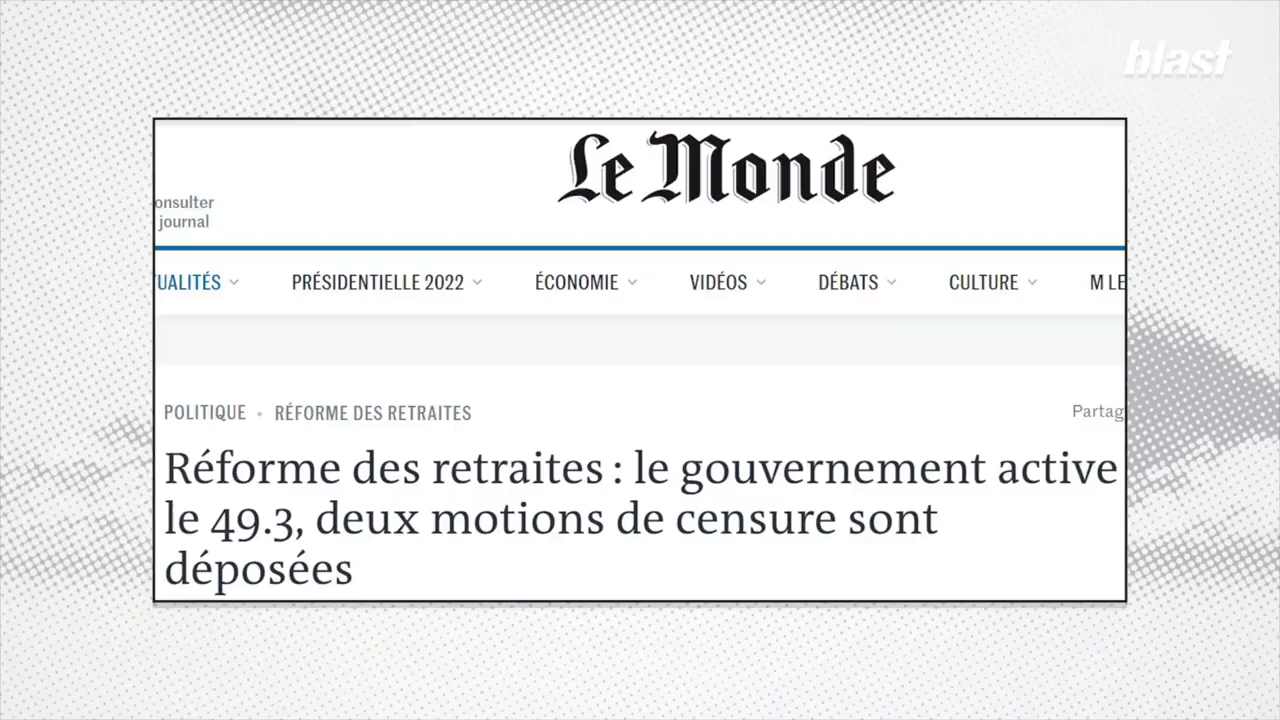 blast
Le Monde
onsulter
journal
UALITÉS
PRÉSIDENTIELLE 2022
ÉCONOMIE
VIDÉOS
DÉBATS
CULTURE
M LE
POLITIQUE • RÉFORME DES RETRAITES
Partag
Réforme des retraites : le gouvernement active
le 49.3, deux motions de censure sont
déposées